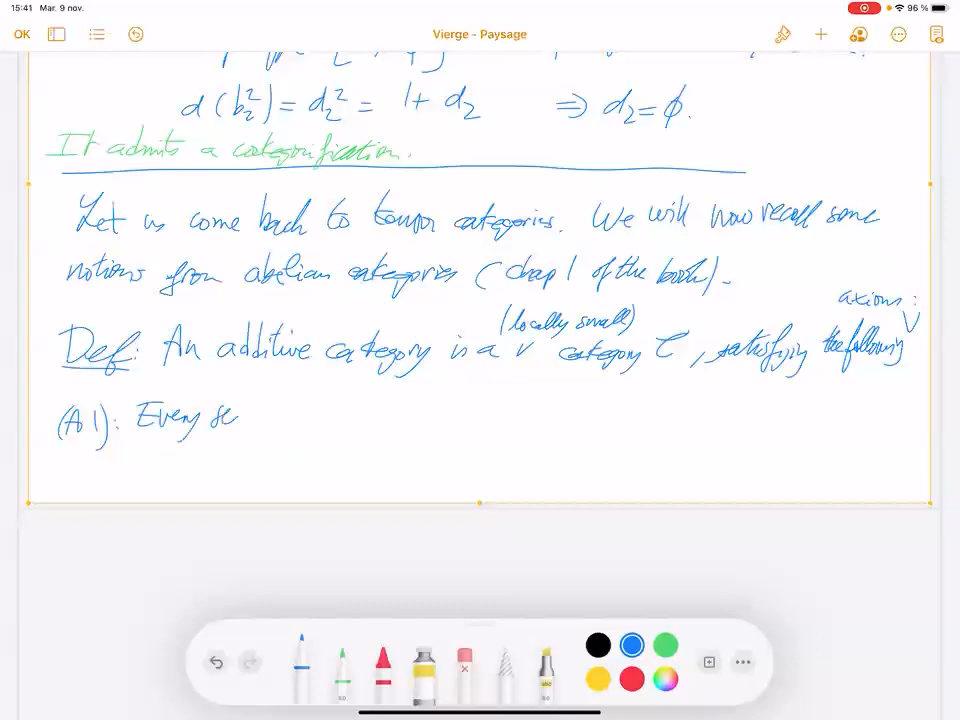 15:41 Mar. 9 nov. 96 %
OK Vierge - Paysage
d(b₂²) = d₂² = 1 + d₂ ⇒ d₂ = ϕ.
It admits a categorification.
Let us come back to tensor categories. We will now recall some
notions from abelian categories (chap 1 of the book).
axioms:
(locally small)
Def: An additive category is a ∨ category C, satisfying the following
(A1): Every se